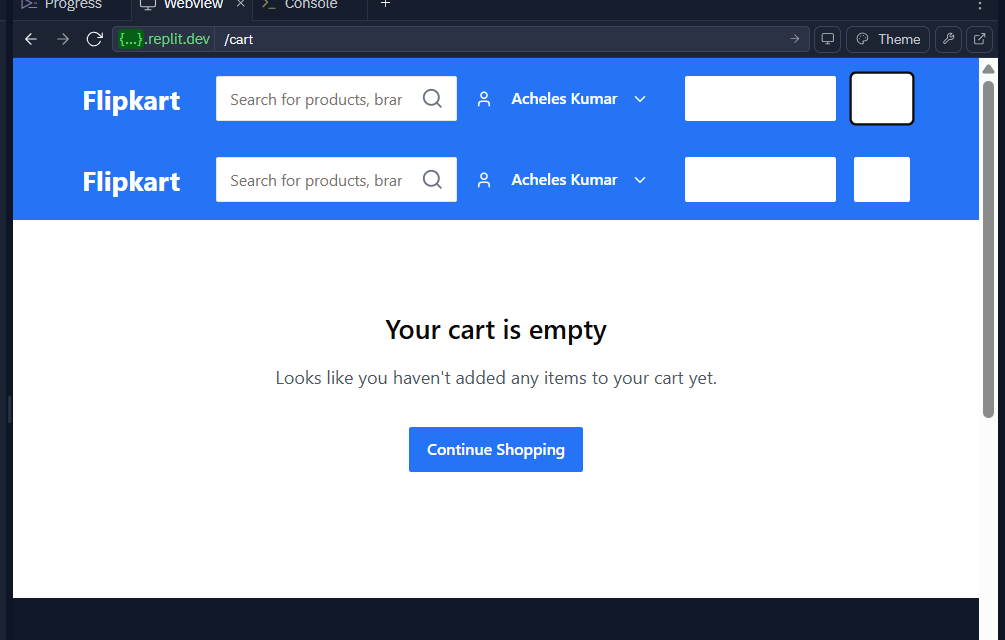 Progress Webview × Console +
{...}.replit.dev /cart Theme
Flipkart Search for products, brar Acheles Kumar
Flipkart Search for products, brar Acheles Kumar
Your cart is empty
Looks like you haven't added any items to your cart yet.
Continue Shopping